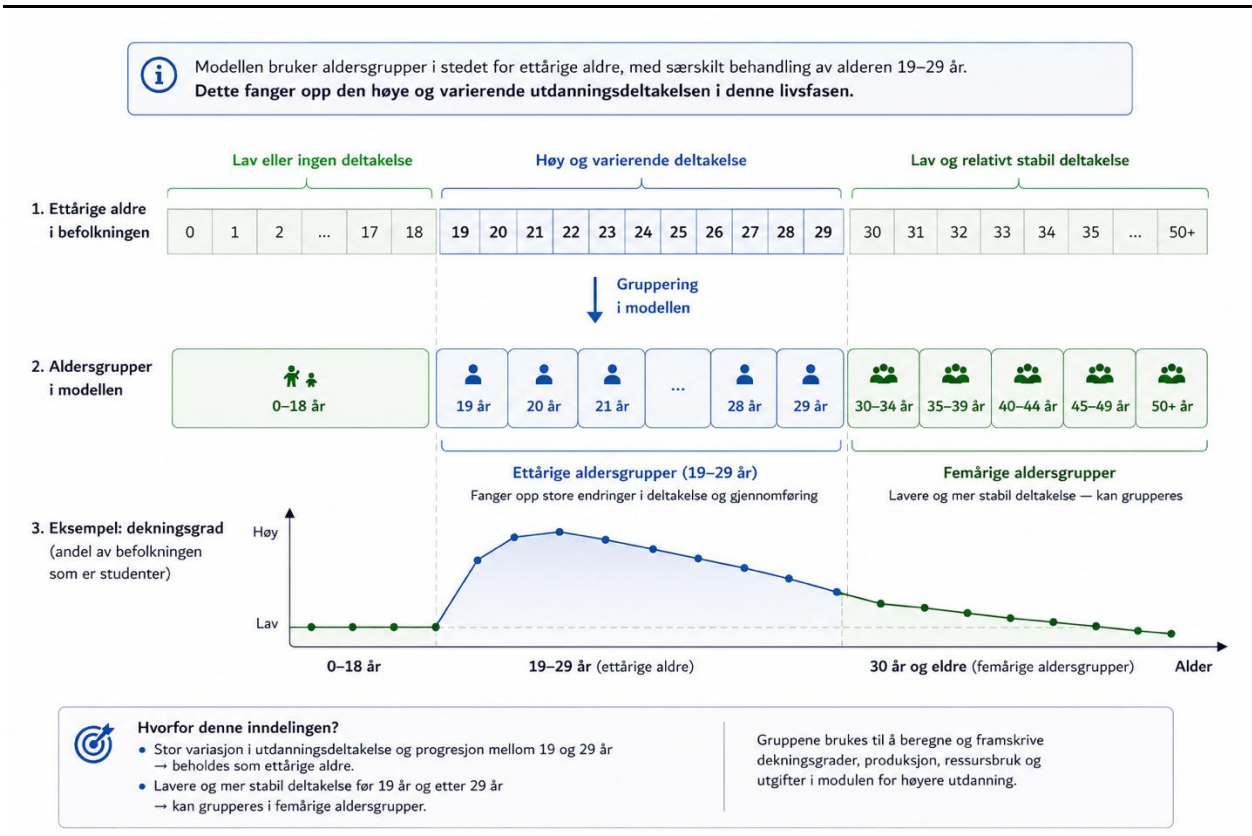 Modellen bruker aldersgrupper i stedet for ettårige aldre, med særskilt behandling av alderen 19–29 år.
Dette fanger opp den høye og varierende utdanningsdeltakelsen i denne livsfasen.
Lav eller ingen deltakelse
Høy og varierende deltakelse
Lav og relativt stabil deltakelse
1. Ettårige aldre
i befolkningen
0 1 2 ... 17 18 19 20 21 22 23 24 25 26 27 28 29 30 31 32 33 34 35 ... 50+
Gruppering
i modellen
2. Aldersgrupper
i modellen
0–18 år 19 år 20 år 21 år ... 28 år 29 år 30–34 år 35–39 år 40–44 år 45–49 år 50+ år
Ettårige aldersgrupper (19–29 år)
Fanger opp store endringer i deltakelse og gjennomføring
Femårige aldersgrupper
Lavere og mer stabil deltakelse — kan grupperes
3. Eksempel: dekningsgrad
(andel av befolkningen
som er studenter)
Høy
Lav
0–18 år
19–29 år (ettårige aldre)
30 år og eldre (femårige aldersgrupper)
Alder
Hvorfor denne inndelingen?
• Stor variasjon i utdanningsdeltakelse og progresjon mellom 19 og 29 år
→ beholdes som ettårige aldre.
• Lavere og mer stabil deltakelse før 19 år og etter 29 år
→ kan grupperes i femårige aldersgrupper.
Gruppene brukes til å beregne og framskrive
dekningsgrader, produksjon, ressursbruk og
utgifter i modulen for høyere utdanning.